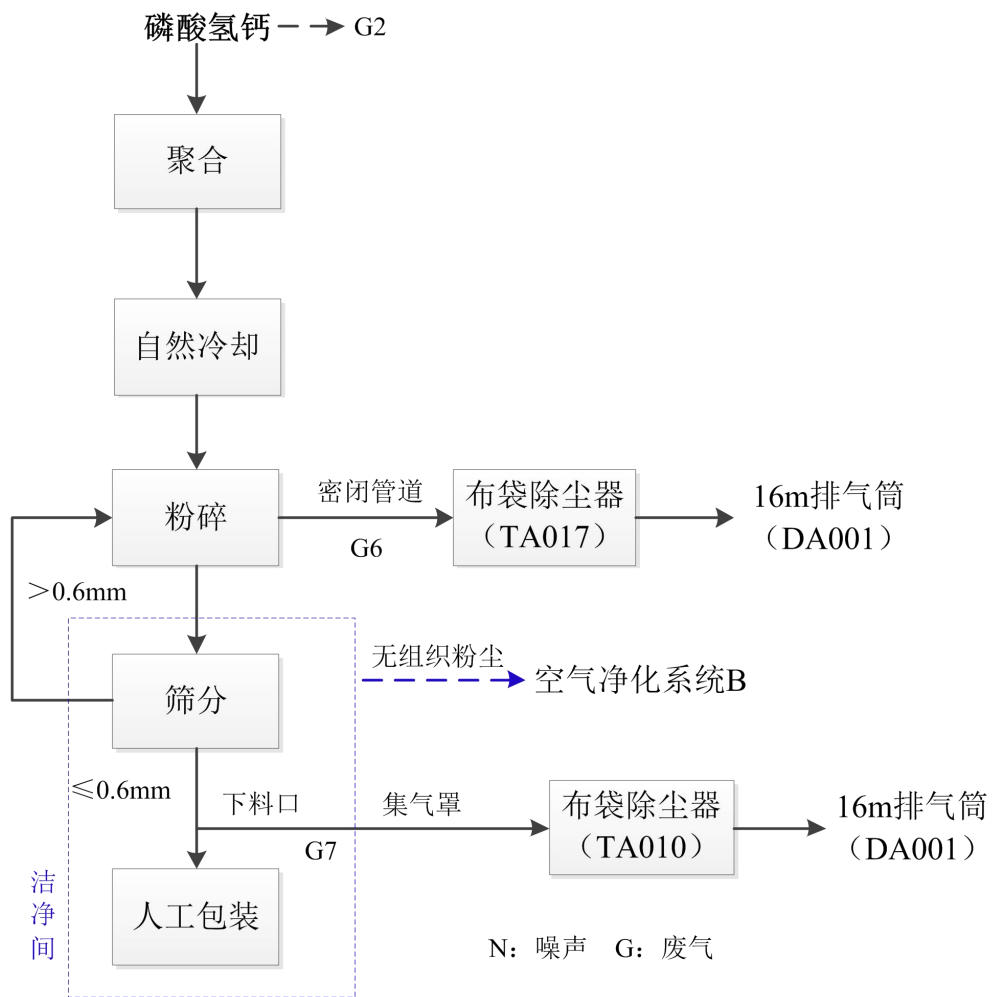 磷酸氢钙
G2
聚合
自然冷却
粉碎
密闭管道
G6
布袋除尘器
（TA017）
16m排气筒
（DA001）
＞0.6mm
筛分
无组织粉尘
空气净化系统B
≤0.6mm
下料口
集气罩
G7
布袋除尘器
（TA010）
16m排气筒
（DA001）
洁净间
人工包装
N：噪声 G：废气